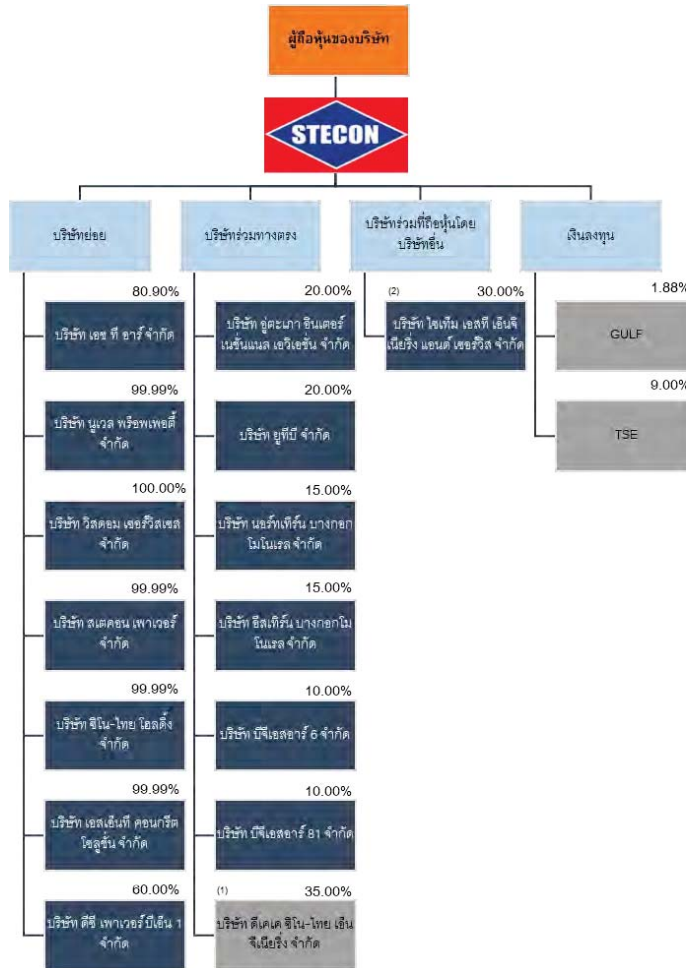 ผู้ถือหุ้นของบริษัท
STECON
บริษัทย่อย
80.90%
บริษัท เอช ที อาร์ จำกัด
99.99%
บริษัท นูเวล พร็อพเพอตี้
จำกัด
100.00%
บริษัท วิสดอม เซอร์วิสเซส
จำกัด
99.99%
บริษัท สเตคอน เพาเวอร์
จำกัด
99.99%
บริษัท ซิโน-ไทย โฮลดิ้ง
จำกัด
99.99%
บริษัท เอสเอ็นที คอนกรีต
โซลูชั่น จำกัด
60.00%
บริษัท ดีซี เพาเวอร์ บีเอ็น 1
จำกัด
บริษัทร่วมทางตรง
20.00%
บริษัท อู่ตะเภา อินเตอร์
เนชั่นแนล เอวิเอชั่น จำกัด
20.00%
บริษัท ยูทีบี จำกัด
15.00%
บริษัท นอร์ทเทิร์น บางกอก
โมโนเรล จำกัด
15.00%
บริษัท อีสเทิร์น บางกอกโม
โนเรล จำกัด
10.00%
บริษัท บีจีเอสอาร์ 6 จำกัด
10.00%
บริษัท บีจีเอสอาร์ 81 จำกัด
(1) 35.00%
บริษัท ดีเคเค ซิโน-ไทย เอ็น
จิเนียริ่ง จำกัด
บริษัทร่วมที่ถือหุ้นโดย
บริษัทอื่น
(2) 30.00%
บริษัท ไซเท็ม เอสที เอ็นจิ
เนียริ่ง แอนด์ เซอร์วิส จำกัด
เงินลงทุน
1.88%
GULF
9.00%
TSE